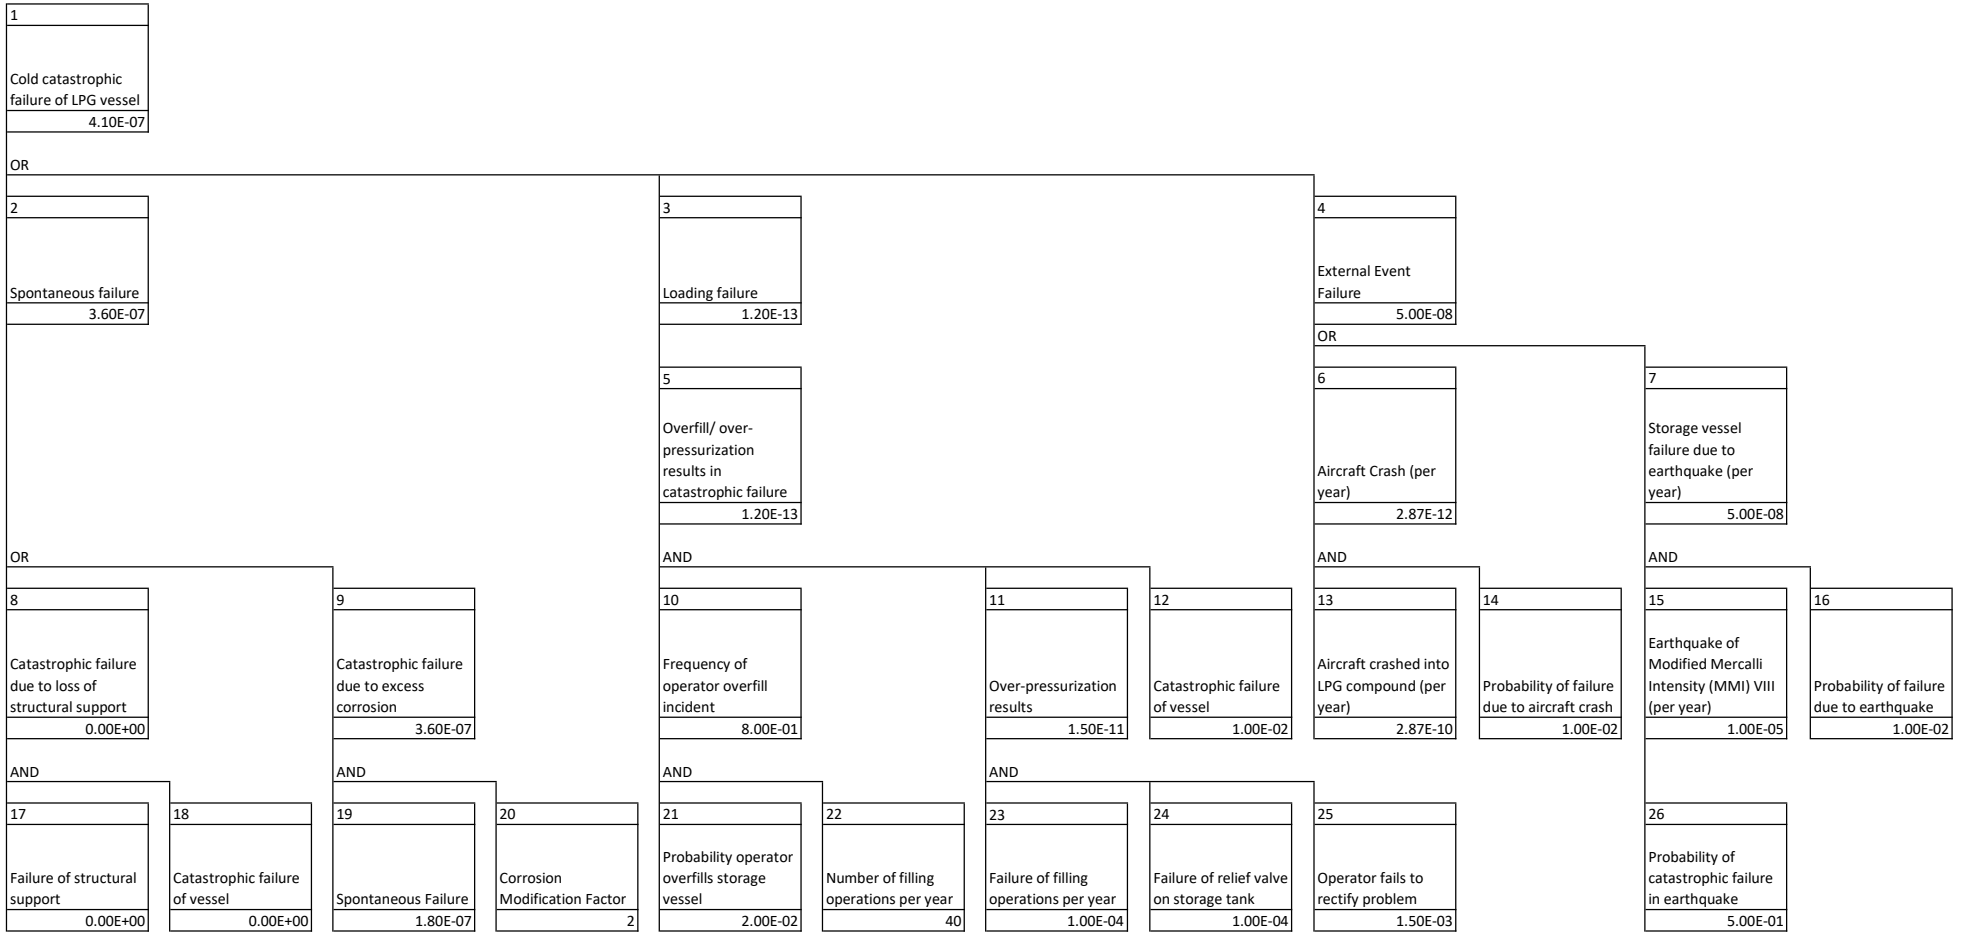 1
Cold catastrophic
failure of LPG vessel
4.10E-07
OR
2
Spontaneous failure
3.60E-07
3
Loading failure
1.20E-13
4
External Event
Failure
5.00E-08
OR
5
Overfill/ over-
pressurization
results in
catastrophic failure
1.20E-13
6
Aircraft Crash (per
year)
2.87E-12
7
Storage vessel
failure due to
earthquake (per
year)
5.00E-08
OR
AND
AND
AND
8
Catastrophic failure
due to loss of
structural support
0.00E+00
9
Catastrophic failure
due to excess
corrosion
3.60E-07
10
Frequency of
operator overfill
incident
8.00E-01
11
Over-pressurization
results
1.50E-11
12
Catastrophic failure
of vessel
1.00E-02
13
Aircraft crashed into
LPG compound (per
year)
2.87E-10
14
Probability of failure
due to aircraft crash
1.00E-02
15
Earthquake of
Modified Mercalli
Intensity (MMI) VIII
(per year)
1.00E-05
16
Probability of failure
due to earthquake
1.00E-02
AND
AND
AND
AND
17
Failure of structural
support
0.00E+00
18
Catastrophic failure
of vessel
0.00E+00
19
Spontaneous Failure
1.80E-07
20
Corrosion
Modification Factor
2
21
Probability operator
overfills storage
vessel
2.00E-02
22
Number of filling
operations per year
40
23
Failure of filling
operations per year
1.00E-04
24
Failure of relief valve
on storage tank
1.00E-04
25
Operator fails to
rectify problem
1.50E-03
26
Probability of
catastrophic failure
in earthquake
5.00E-01